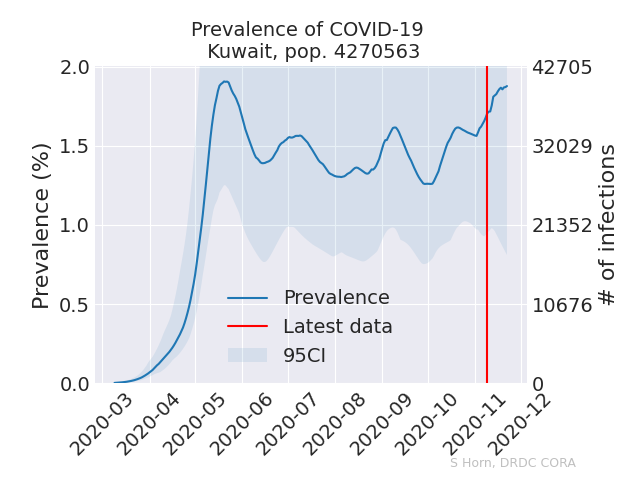 Prevalence of COVID-19
Kuwait, pop. 4270563
Prevalence (%)
2.0
1.5
1.0
0.5
0.0
42705
32029
21352
10676
0
# of infections
Prevalence
Latest data
95CI
2020-03
2020-04
2020-05
2020-06
2020-07
2020-08
2020-09
2020-10
2020-11
2020-12
S Horn, DRDC CORA